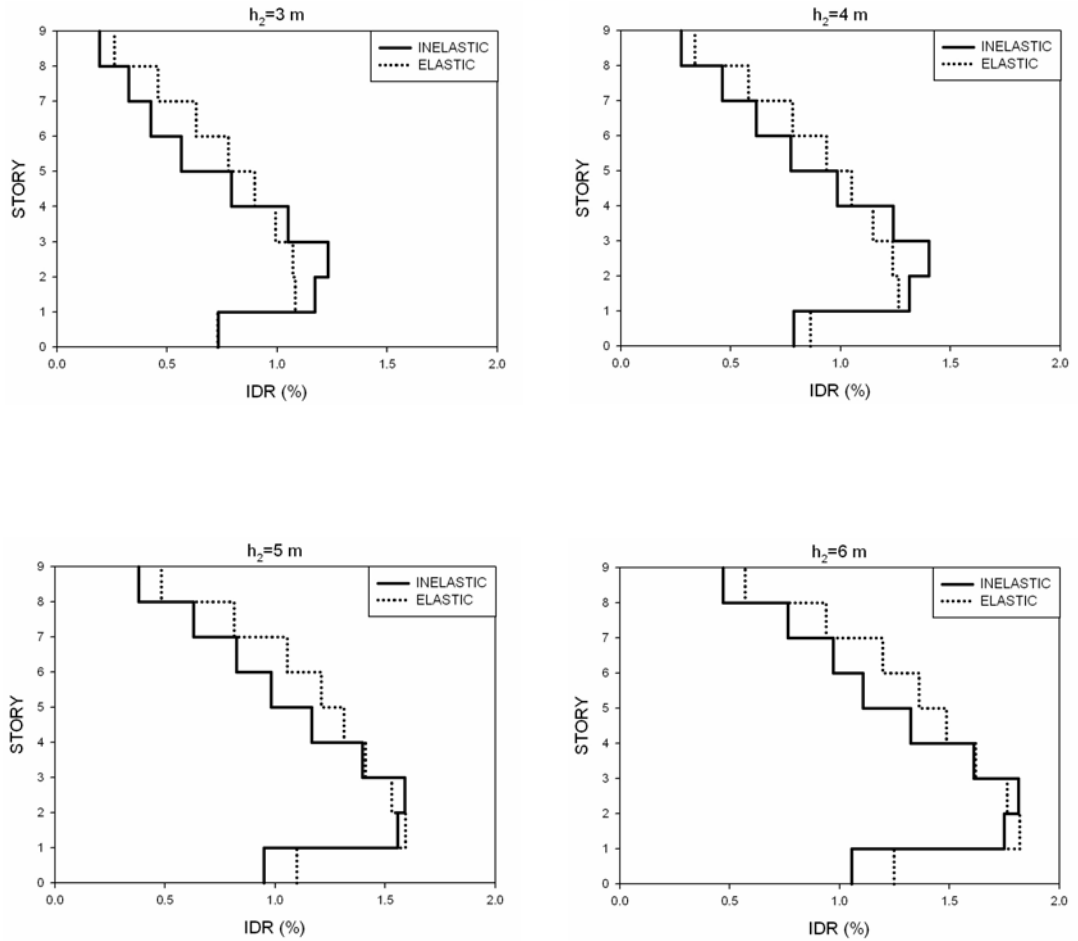 h2=3 m
INELASTIC
ELASTIC
STORY
9
8
7
6
5
4
3
2
1
0
0.0 0.5 1.0 1.5 2.0
IDR (%)
h2=4 m
INELASTIC
ELASTIC
STORY
9
8
7
6
5
4
3
2
1
0
0.0 0.5 1.0 1.5 2.0
IDR (%)
h2=5 m
INELASTIC
ELASTIC
STORY
9
8
7
6
5
4
3
2
1
0
0.0 0.5 1.0 1.5 2.0
IDR (%)
h2=6 m
INELASTIC
ELASTIC
STORY
9
8
7
6
5
4
3
2
1
0
0.0 0.5 1.0 1.5 2.0
IDR (%)